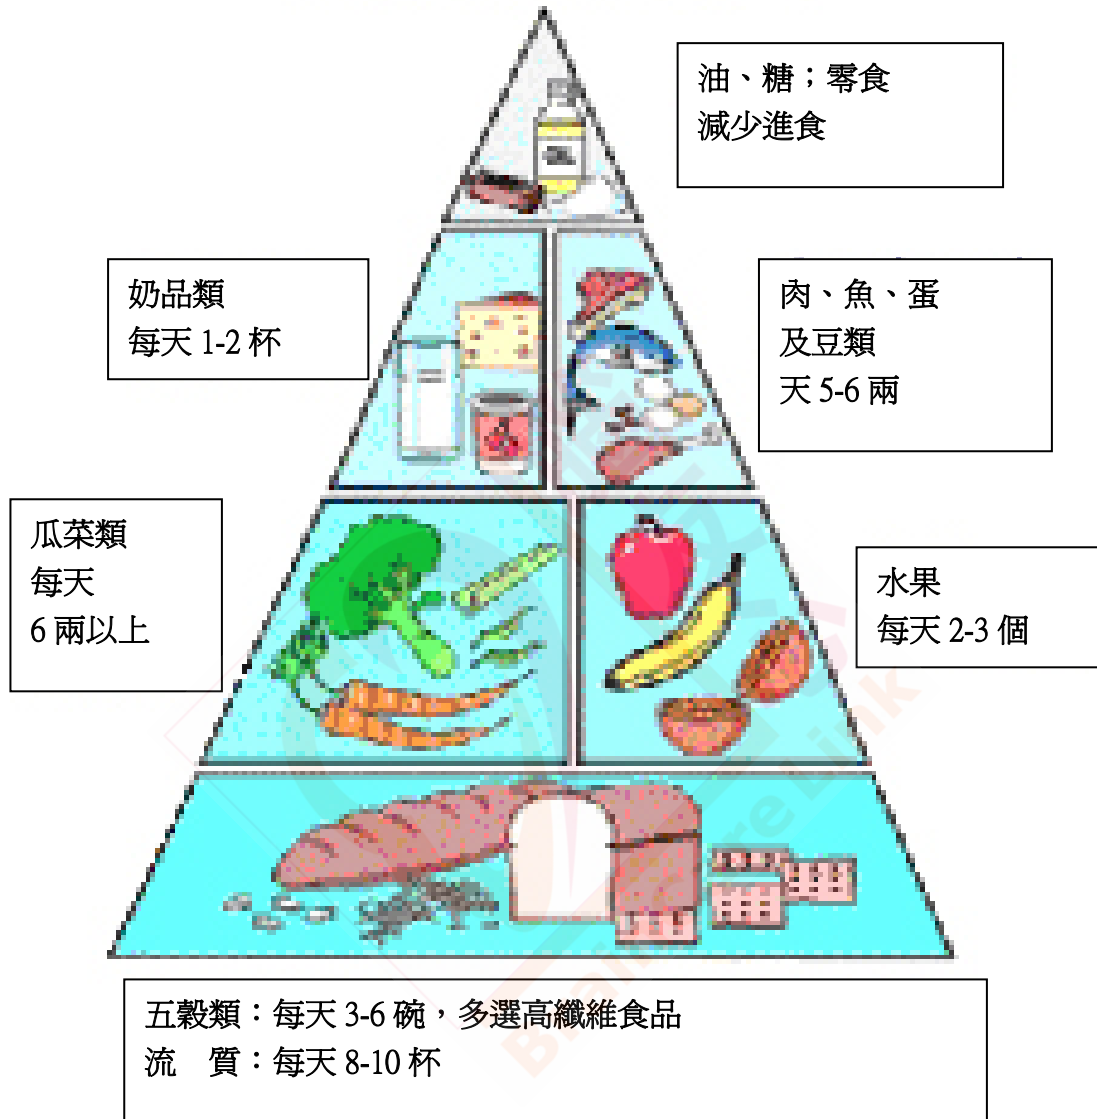 油、糖；零食
減少進食
奶品類
每天 1-2 杯
肉、魚、蛋
及豆類
天 5-6 兩
瓜菜類
每天
6 兩以上
水果
每天 2-3 個
五穀類：每天 3-6 碗，多選高纖維食品
流　質：每天 8-10 杯